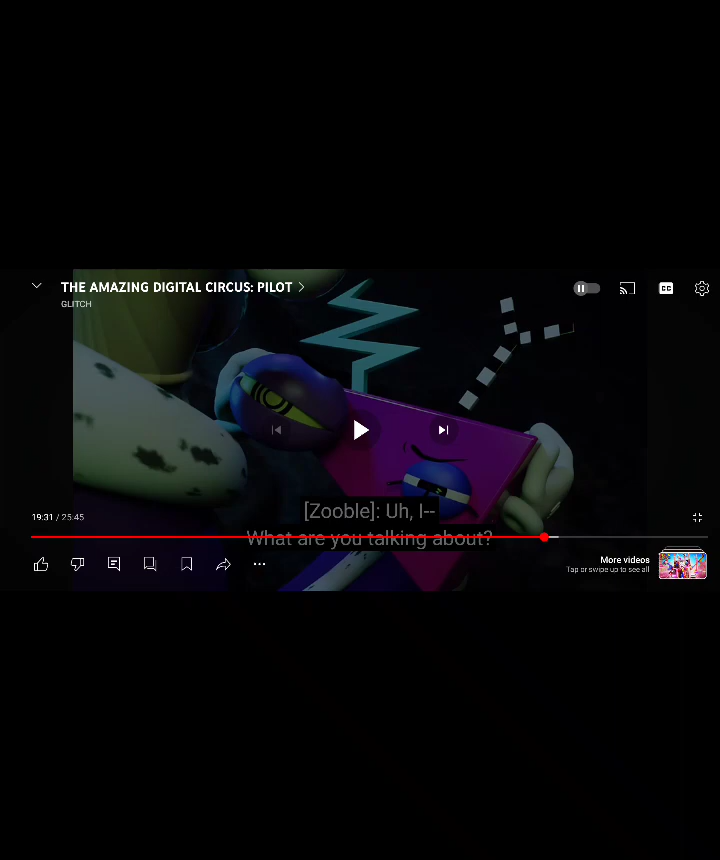 THE AMAZING DIGITAL CIRCUS: PILOT
GLITCH
CC
[Zooble]: Uh, I--
What are you talking about?
19:31 / 25:45
More videos
Tap or swipe up to see all